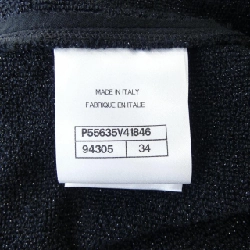 MADE IN ITALY
FABRIQUE EN ITALIE
P55635V41846
94305 34